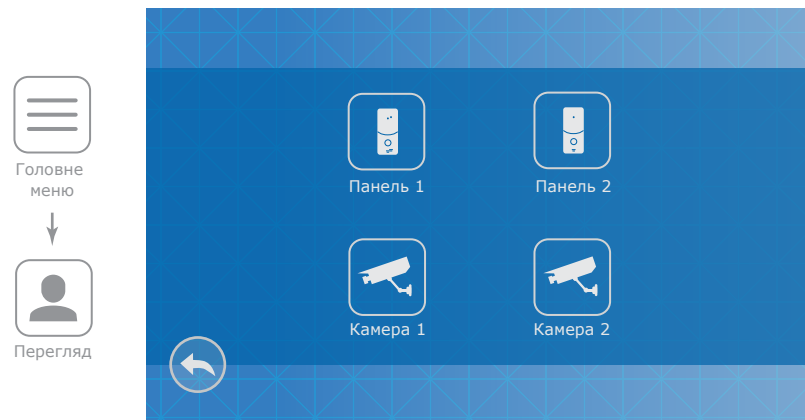 Головне
меню
Перегляд
Панель 1
Панель 2
Камера 1
Камера 2